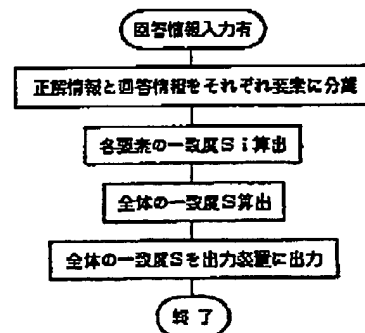 回答情報入力有
正解情報と回答情報をそれぞれ要素に分離
各要素の一致度Si算出
全体の一致度S算出
全体の一致度Sを出力装置に出力
終了